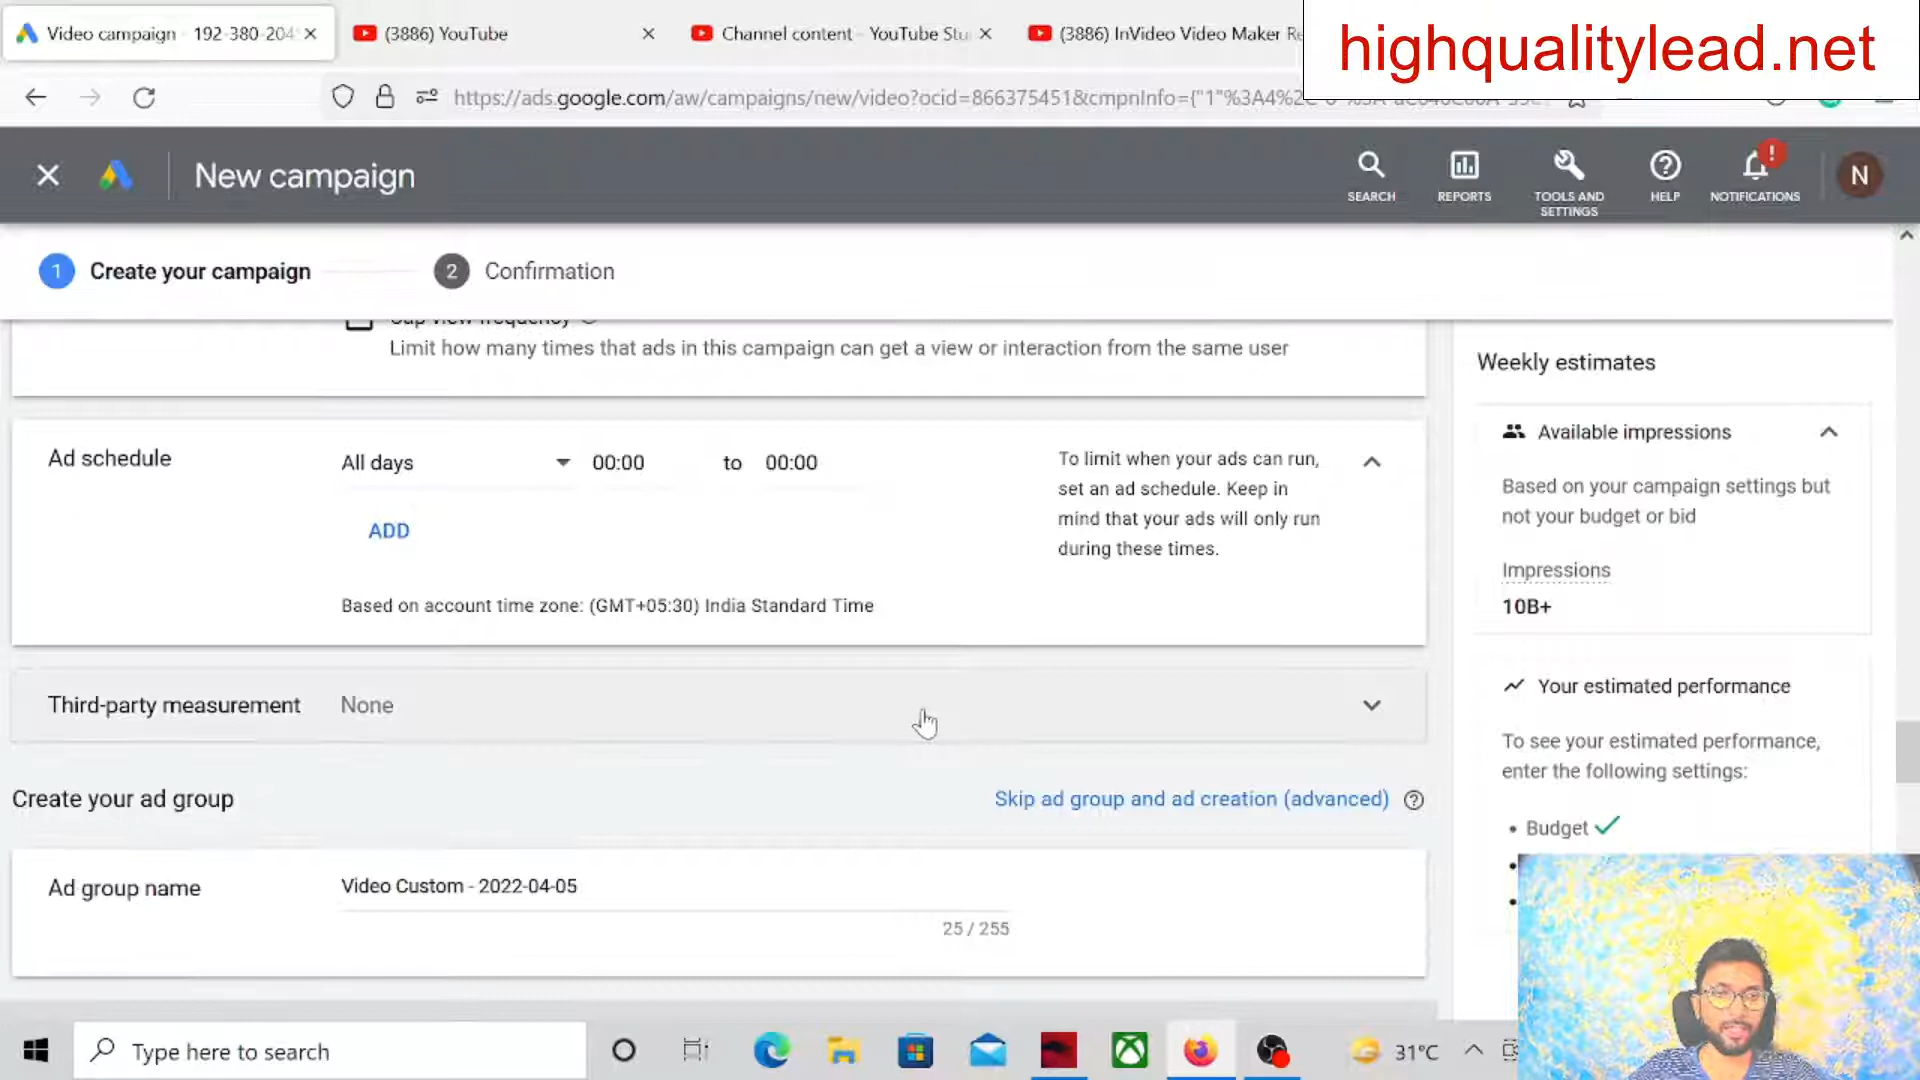 Video campaign - 192-380-204
(3886) YouTube
Channel content - YouTube Stu
(3886) InVideo Video Maker Re
highqualitylead.net
https://ads.google.com/aw/campaigns/new/video?ocid=866375451&cmpnInfo={"1"%3A4%2C
New campaign
SEARCH
REPORTS
TOOLS AND
SETTINGS
HELP
!
NOTIFICATIONS
N
1 Create your campaign
2 Confirmation
Cap view frequency
Limit how many times that ads in this campaign can get a view or interaction from the same user
Ad schedule
All days
00:00 to 00:00
ADD
To limit when your ads can run,
set an ad schedule. Keep in
mind that your ads will only run
during these times.
Based on account time zone: (GMT+05:30) India Standard Time
Third-party measurement
None
Create your ad group
Skip ad group and ad creation (advanced)
Ad group name
Video Custom - 2022-04-05
25 / 255
Weekly estimates
Available impressions
Based on your campaign settings but
not your budget or bid
Impressions
10B+
Your estimated performance
To see your estimated performance,
enter the following settings:
• Budget
Type here to search
31°C